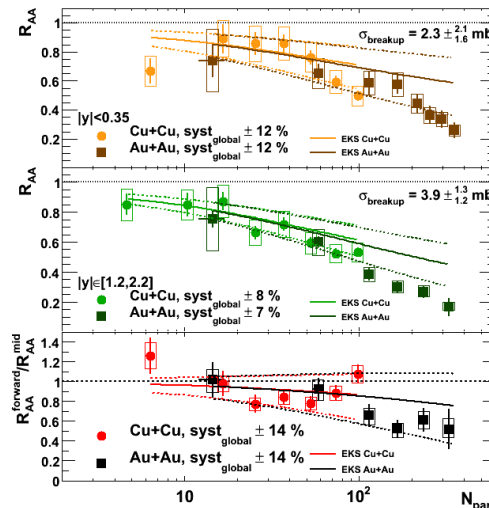 R_AA
1
0.8
0.6
0.4
0.2
σ_breakup = 2.3 ± 2.1 1.6 mb
|y|<0.35
Cu+Cu, syst_global ± 12 %
Au+Au, syst_global ± 12 %
EKS Cu+Cu
EKS Au+Au
R_AA
1
0.8
0.6
0.4
0.2
σ_breakup = 3.9 ± 1.3 1.2 mb
|y|∈[1.2,2.2]
Cu+Cu, syst_global ± 8 %
Au+Au, syst_global ± 7 %
EKS Cu+Cu
EKS Au+Au
R_AA^forward/R_AA^mid
1.4
1.2
1
0.8
0.6
0.4
0.2
0
Cu+Cu, syst_global ± 14 %
Au+Au, syst_global ± 14 %
EKS Cu+Cu
EKS Au+Au
10
10²
N_par